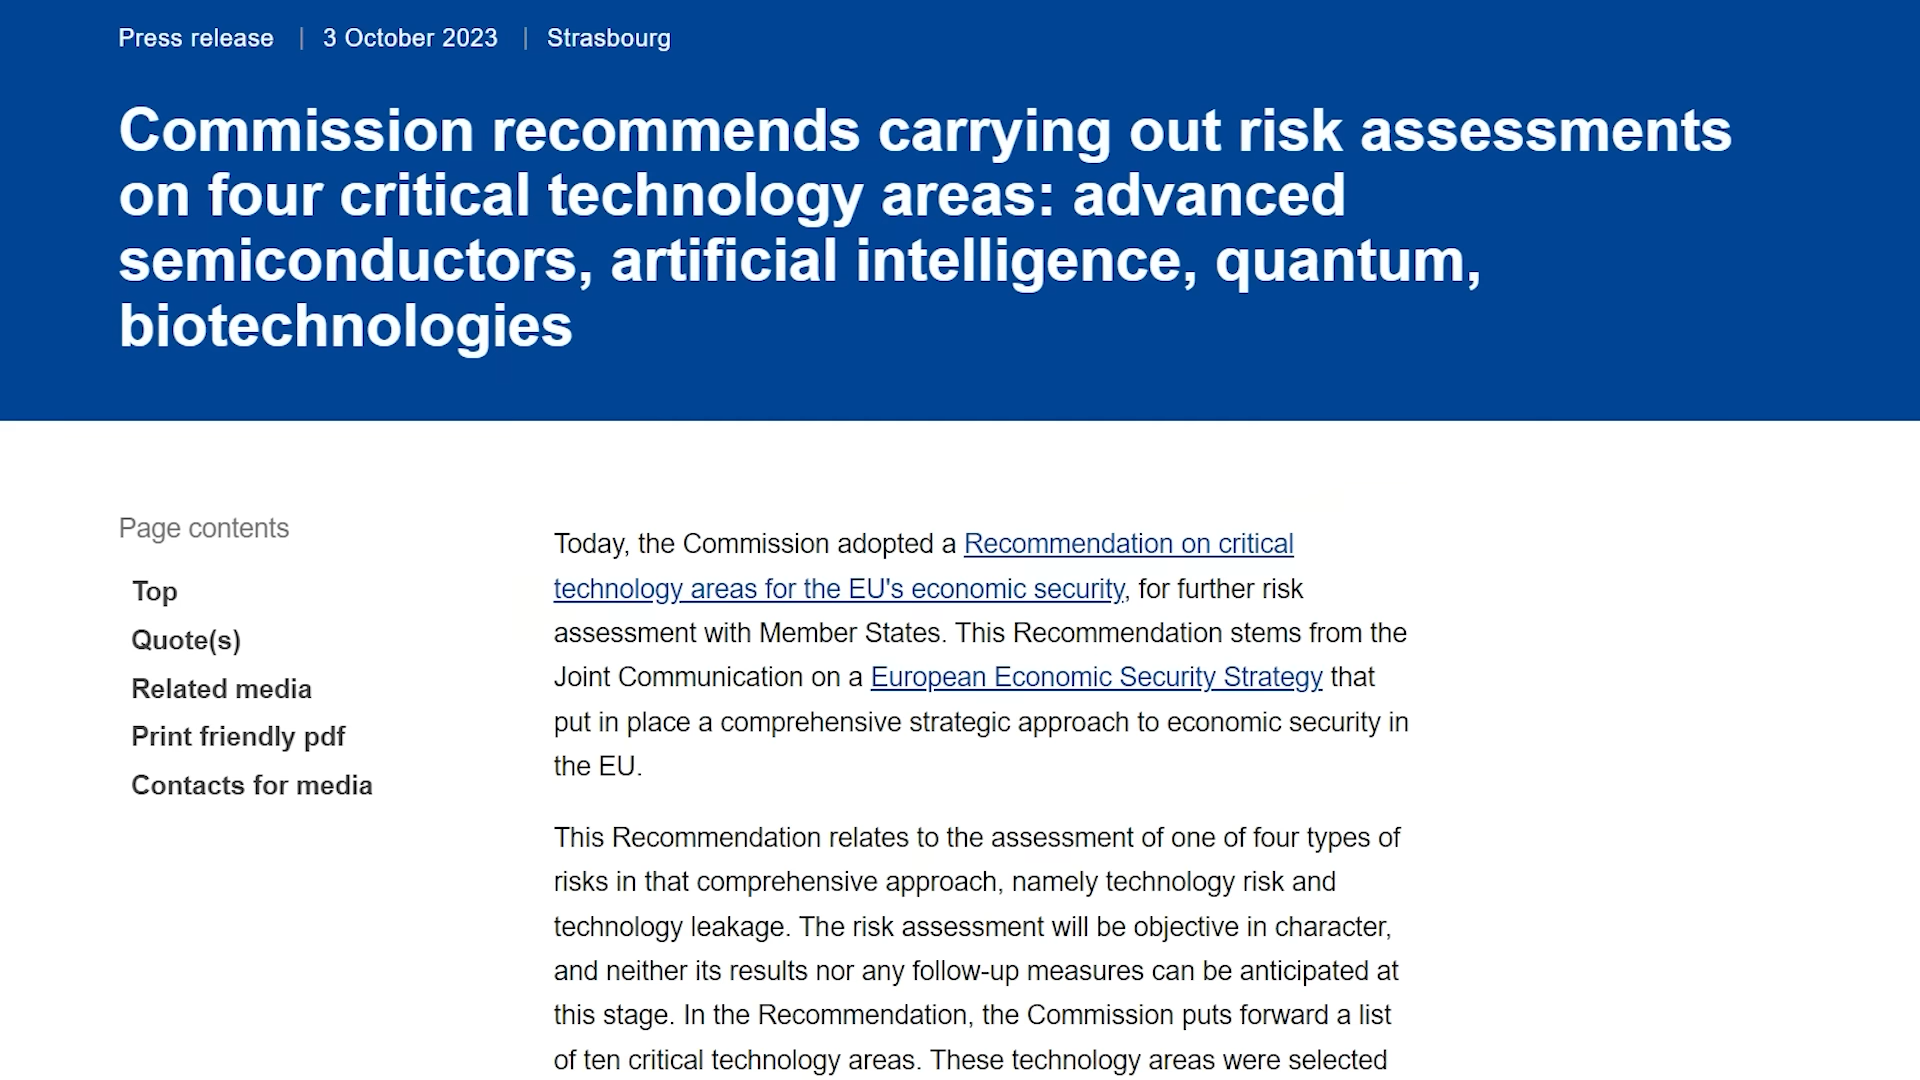 Press release | 3 October 2023 | Strasbourg
Commission recommends carrying out risk assessments
on four critical technology areas: advanced
semiconductors, artificial intelligence, quantum,
biotechnologies
Page contents
Top
Quote(s)
Related media
Print friendly pdf
Contacts for media
Today, the Commission adopted a Recommendation on critical
technology areas for the EU's economic security, for further risk
assessment with Member States. This Recommendation stems from the
Joint Communication on a European Economic Security Strategy that
put in place a comprehensive strategic approach to economic security in
the EU.
This Recommendation relates to the assessment of one of four types of
risks in that comprehensive approach, namely technology risk and
technology leakage. The risk assessment will be objective in character,
and neither its results nor any follow-up measures can be anticipated at
this stage. In the Recommendation, the Commission puts forward a list
of ten critical technology areas. These technology areas were selected